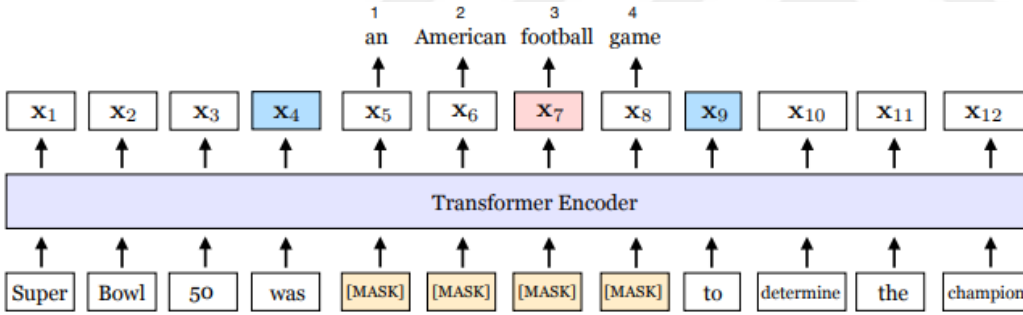 1 2 3 4
an American football game
x1 x2 x3 x4 x5 x6 x7 x8 x9 x10 x11 x12
Transformer Encoder
Super Bowl 50 was [MASK] [MASK] [MASK] [MASK] to determine the champion